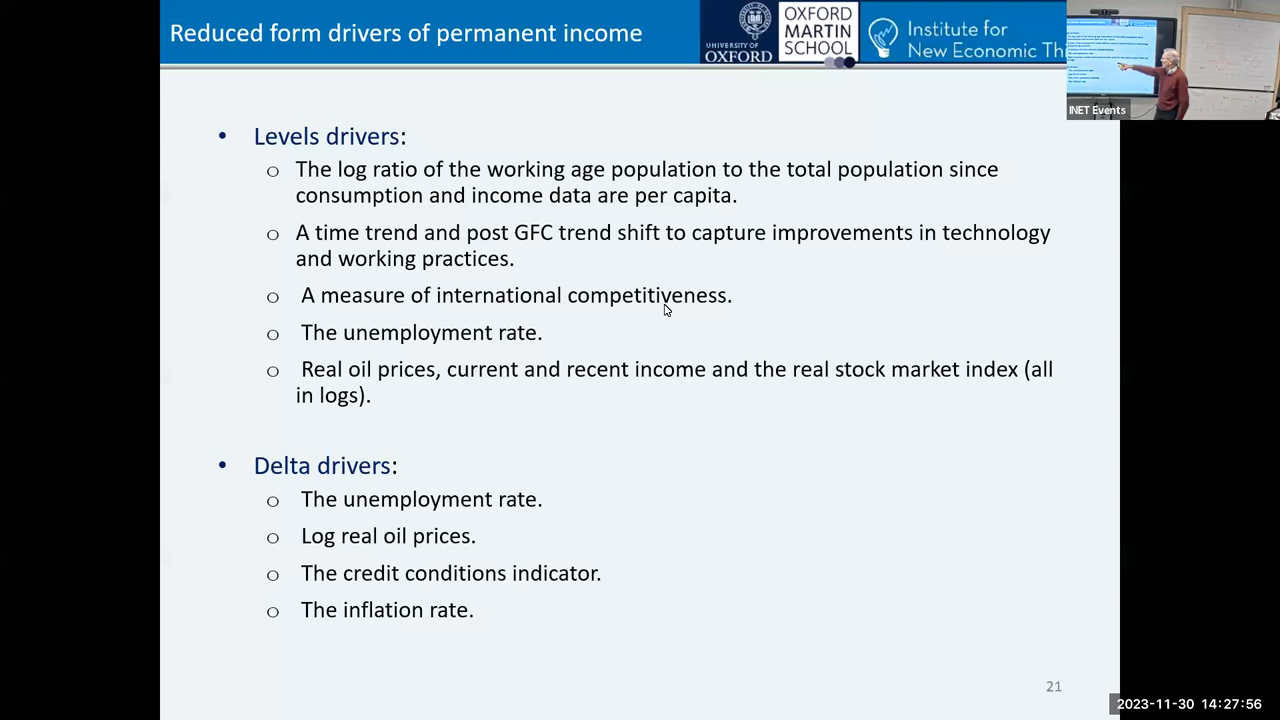 Reduced form drivers of permanent income
UNIVERSITY OF
OXFORD
OXFORD
MARTIN
SCHOOL
Institute for
New Economic Th
INET Events
• Levels drivers:
o The log ratio of the working age population to the total population since
consumption and income data are per capita.
o A time trend and post GFC trend shift to capture improvements in technology
and working practices.
o A measure of international competitiveness.
o The unemployment rate.
o Real oil prices, current and recent income and the real stock market index (all
in logs).
• Delta drivers:
o The unemployment rate.
o Log real oil prices.
o The credit conditions indicator.
o The inflation rate.
21
2023-11-30 14:27:56